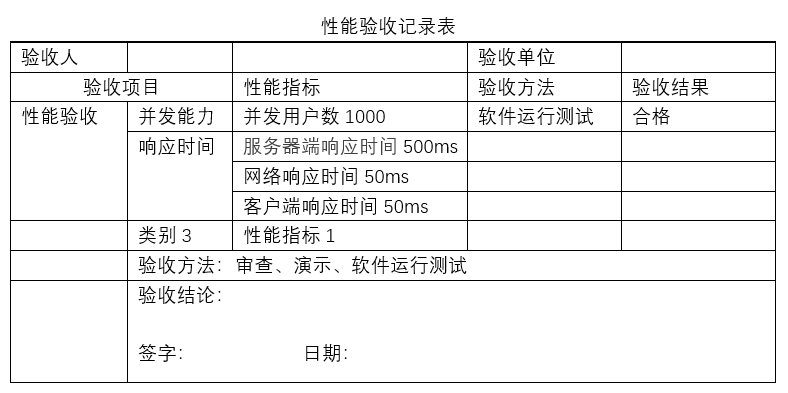 性能验收记录表
验收人 验收单位
验收项目 性能指标 验收方法 验收结果
性能验收 并发能力 并发用户数 1000 软件运行测试 合格
响应时间 服务器端响应时间 500ms
网络响应时间 50ms
客户端响应时间 50ms
类别 3 性能指标 1
验收方法：审查、演示、软件运行测试
验收结论：
签字： 日期：